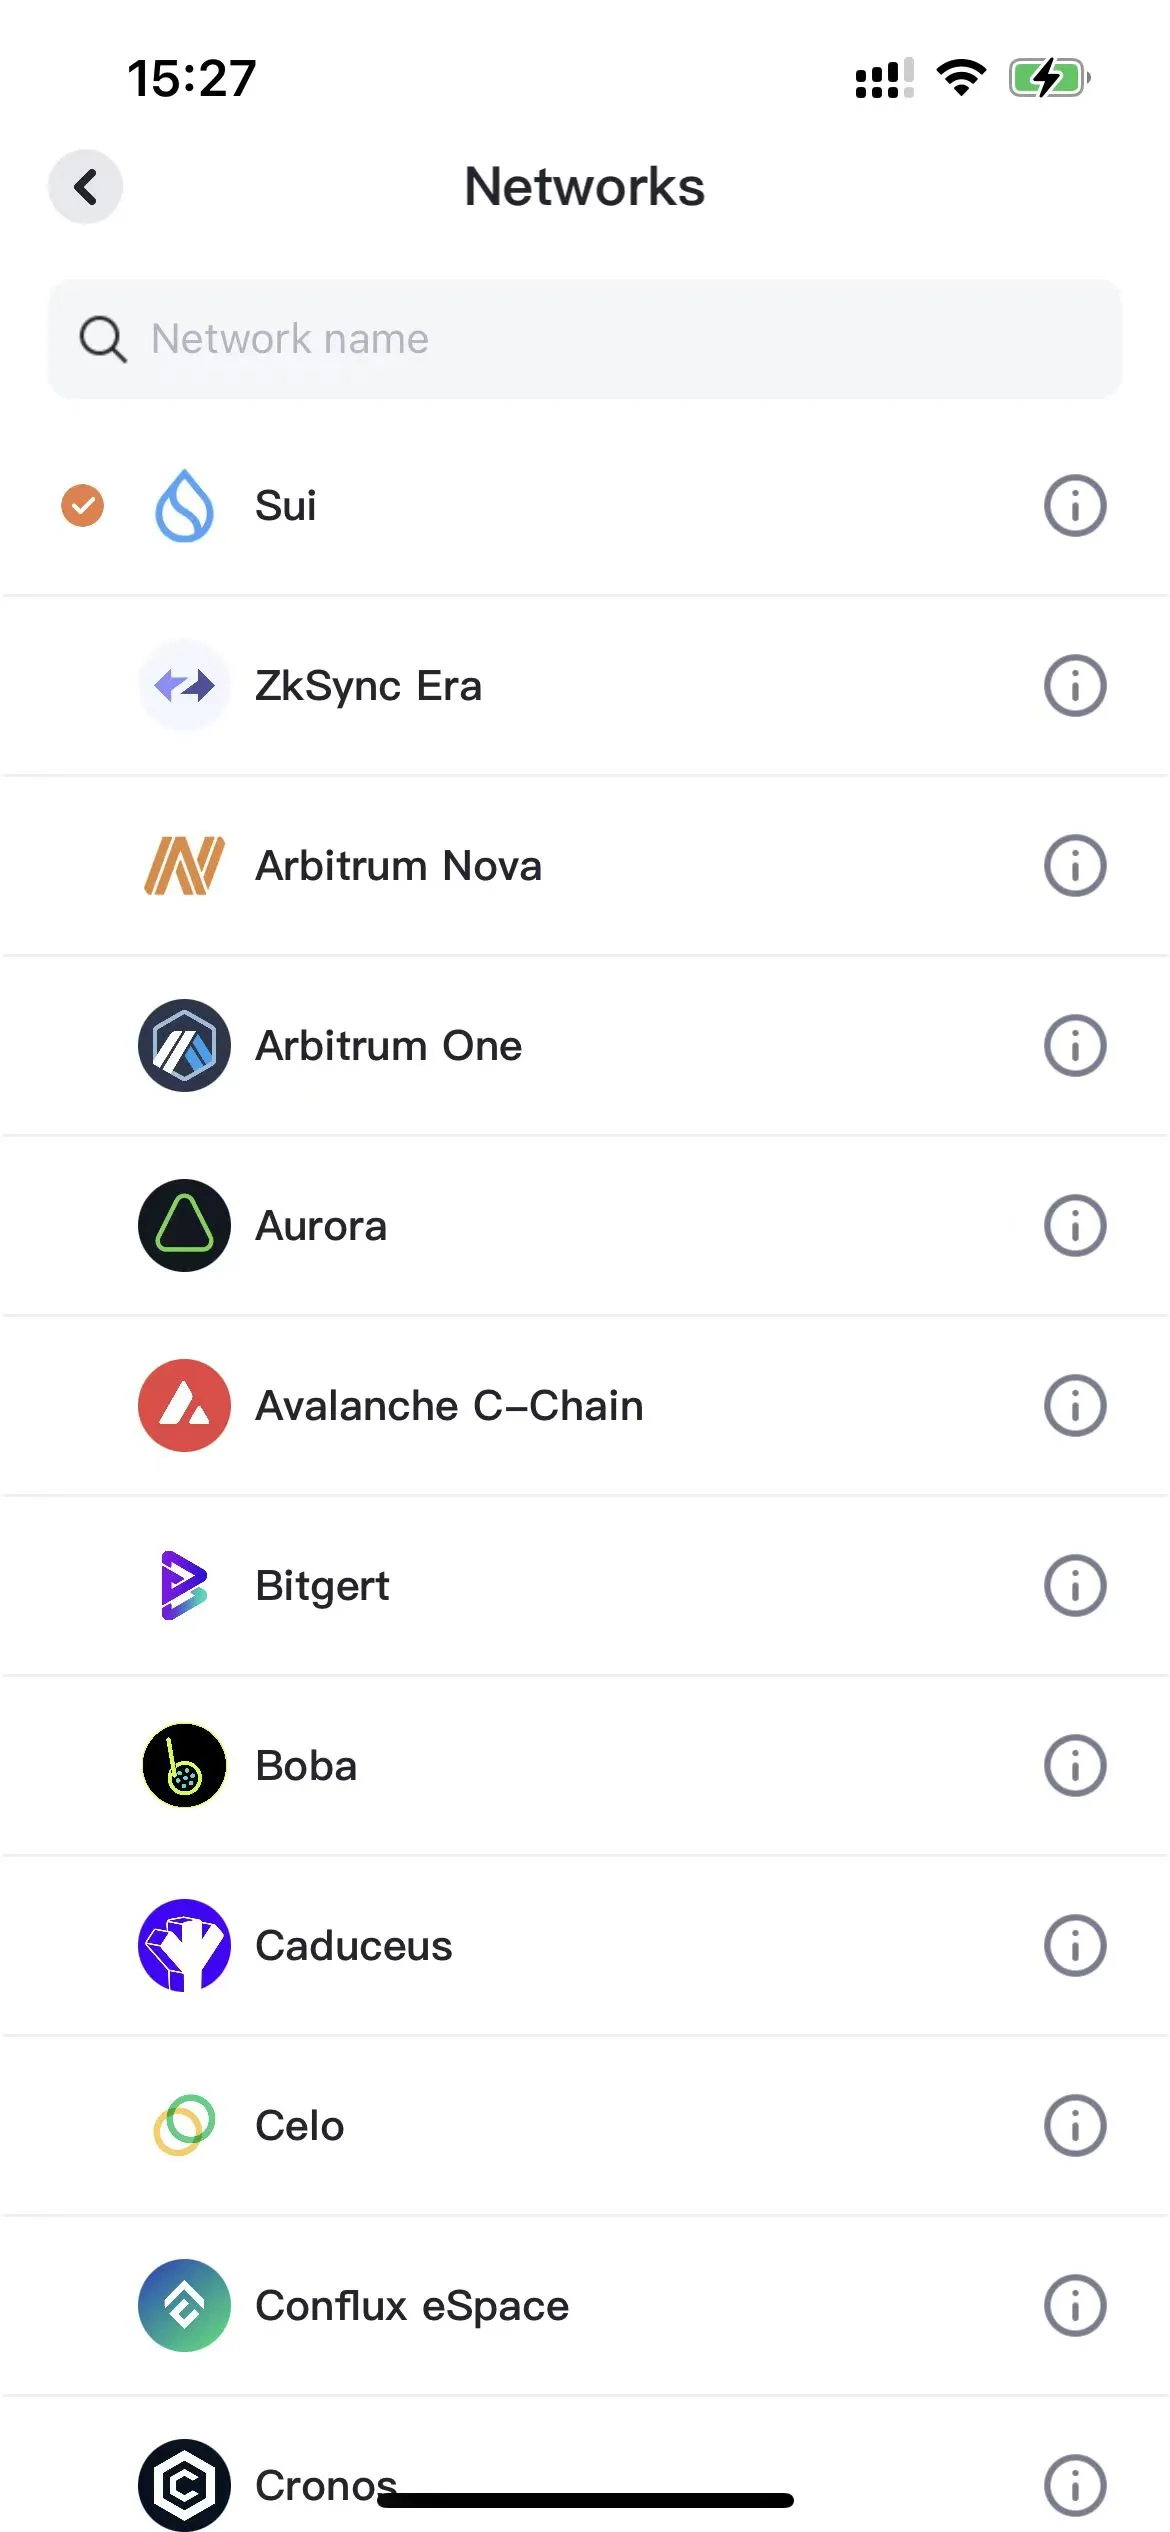 15:27
Networks
Network name
Sui
ZkSync Era
Arbitrum Nova
Arbitrum One
Aurora
Avalanche C–Chain
Bitgert
Boba
Caduceus
Celo
Conflux eSpace
Cronos